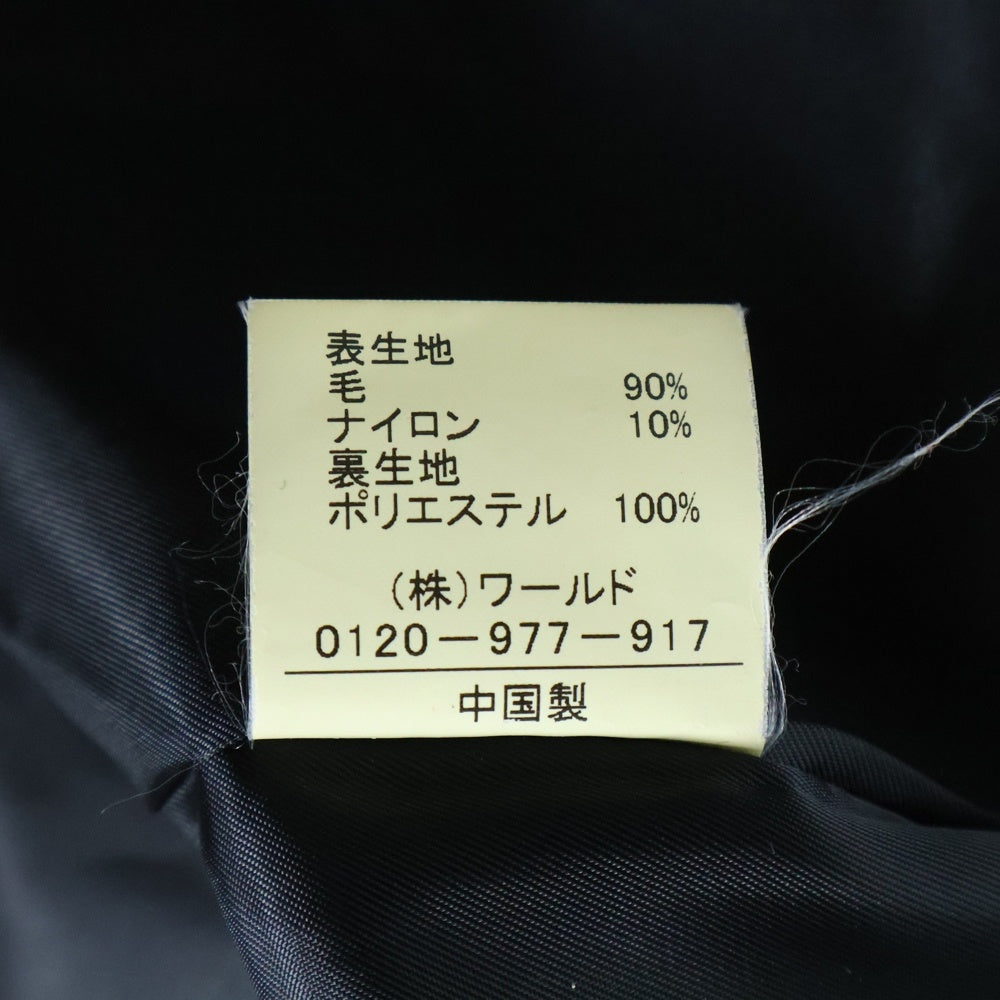 表生地
毛 90%
ナイロン 10%
裏生地
ポリエステル 100%
(株)ワールド
0120-977-917
中国製